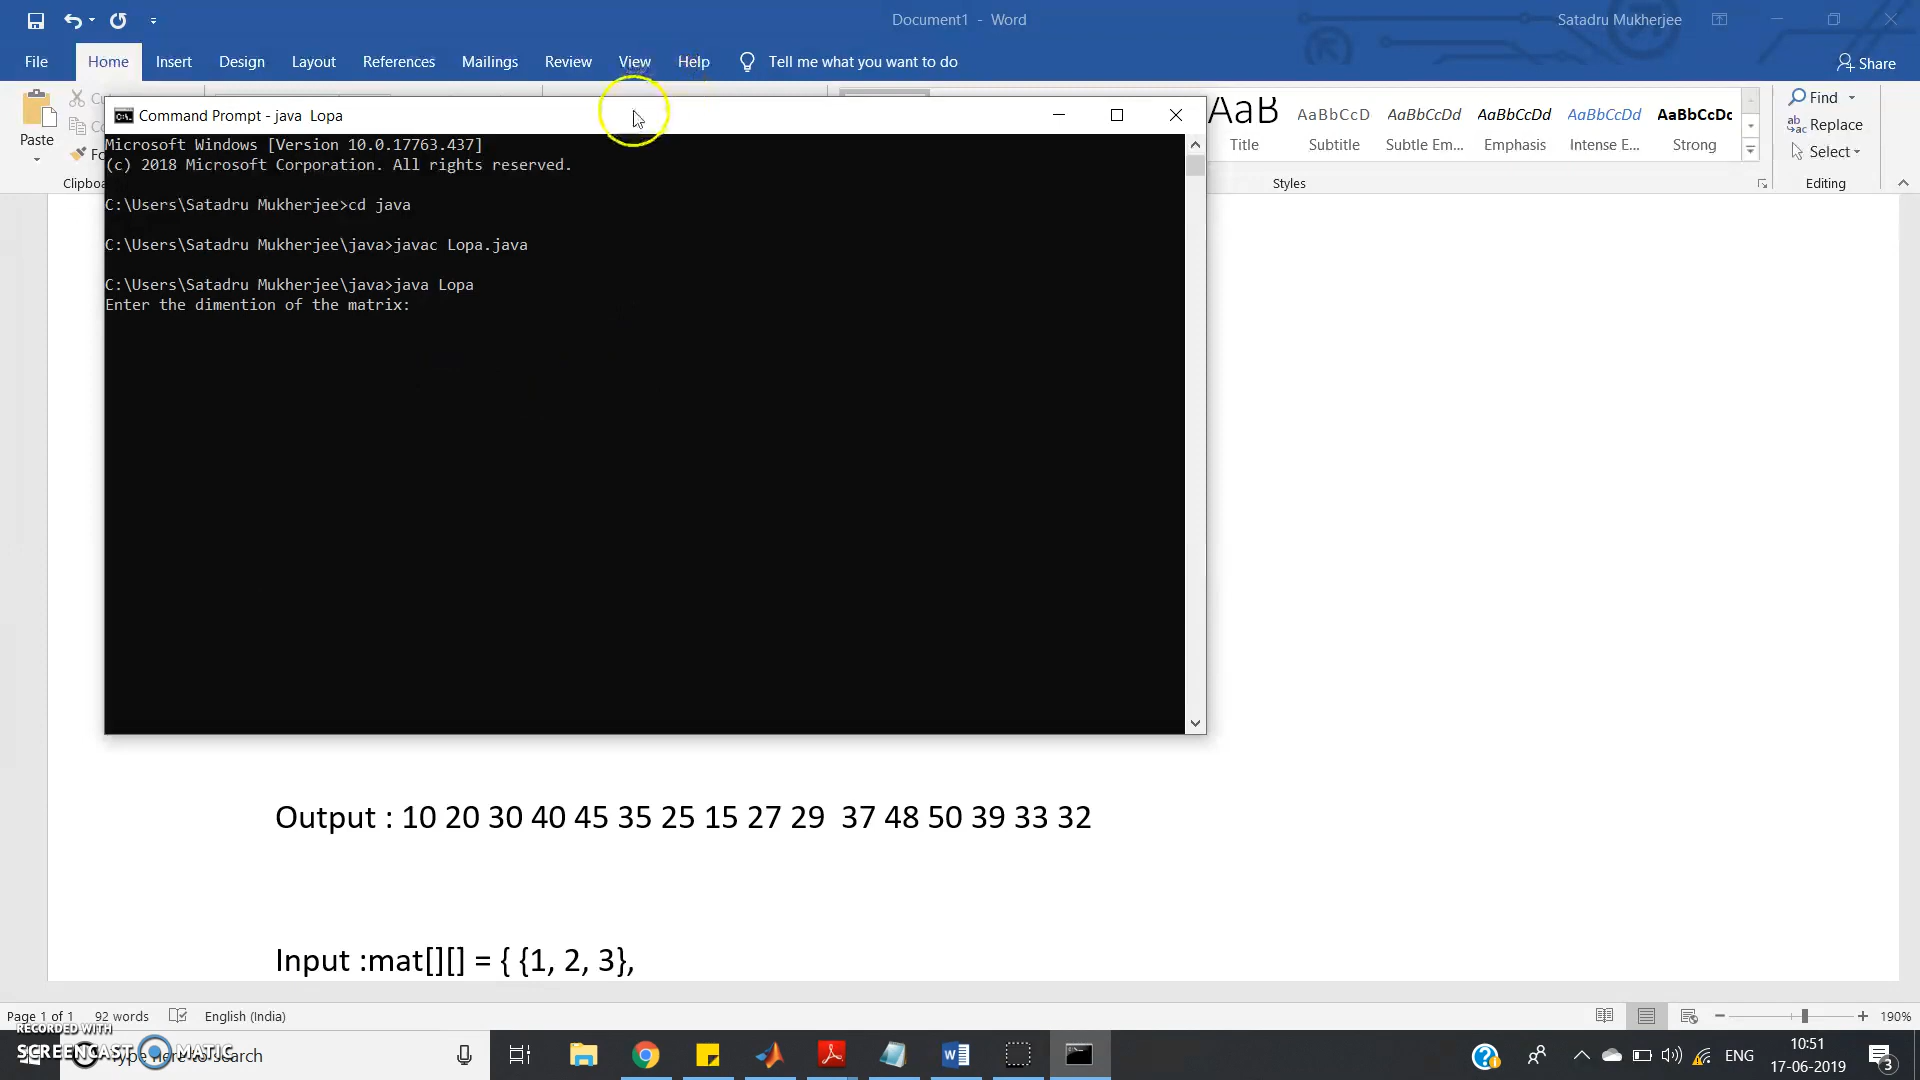 Document1 - Word
Satadru Mukherjee
File Home Insert Design Layout References Mailings Review View Help Tell me what you want to do
Share
Command Prompt - java Lopa
Microsoft Windows [Version 10.0.17763.437]
(c) 2018 Microsoft Corporation. All rights reserved.
C:\Users\Satadru Mukherjee>cd java
C:\Users\Satadru Mukherjee\java>javac Lopa.java
C:\Users\Satadru Mukherjee\java>java Lopa
Enter the dimention of the matrix:
Paste
Clipboa
AaB AaBbCcD AaBbCcDd AaBbCcDd AaBbCcDd AaBbCcDc
Title Subtitle Subtle Em... Emphasis Intense E... Strong
Styles
Find
Replace
Select
Editing
Output : 10 20 30 40 45 35 25 15 27 29 37 48 50 39 33 32
Input :mat[][] = { {1, 2, 3},
Page 1 of 1 92 words English (India)
190%
RECORDED WITH
SCREENCAST MATIC
Type here to search
ENG
10:51
17-06-2019
3